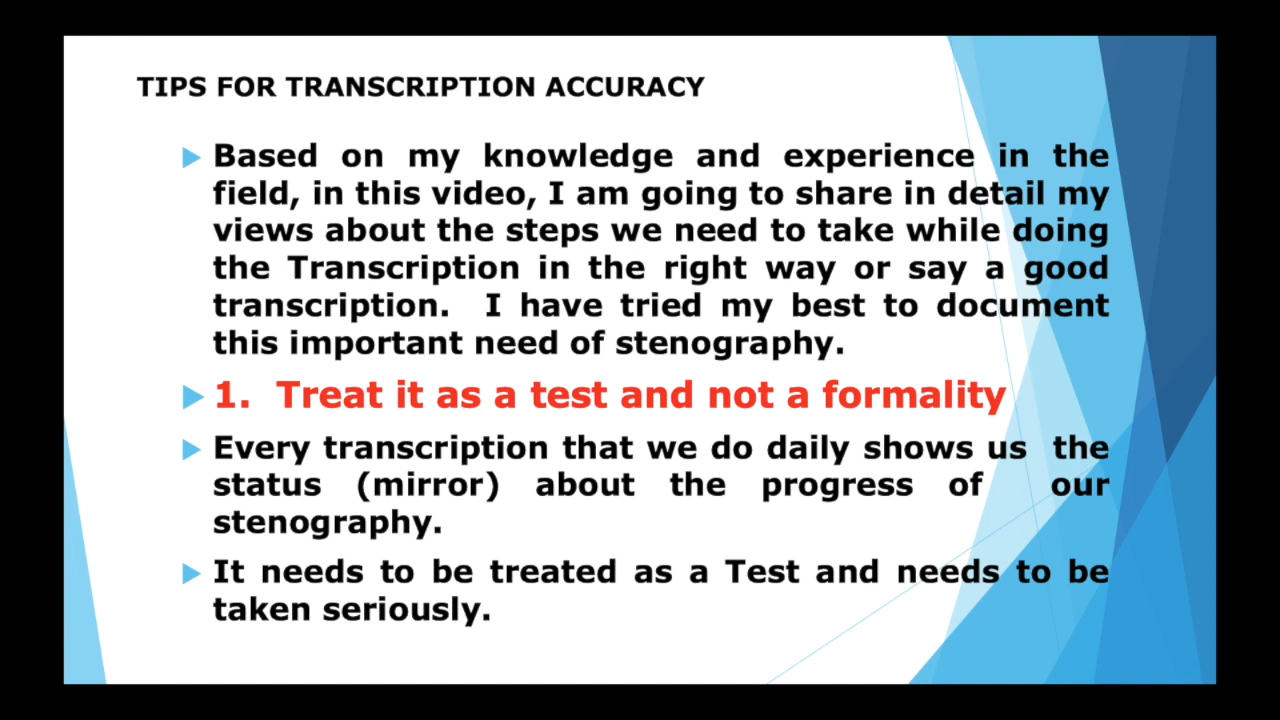 TIPS FOR TRANSCRIPTION ACCURACY
Based on my knowledge and experience in the
field, in this video, I am going to share in detail my
views about the steps we need to take while doing
the Transcription in the right way or say a good
transcription. I have tried my best to document
this important need of stenography.
1. Treat it as a test and not a formality
Every transcription that we do daily shows us the
status (mirror) about the progress of our
stenography.
It needs to be treated as a Test and needs to be
taken seriously.